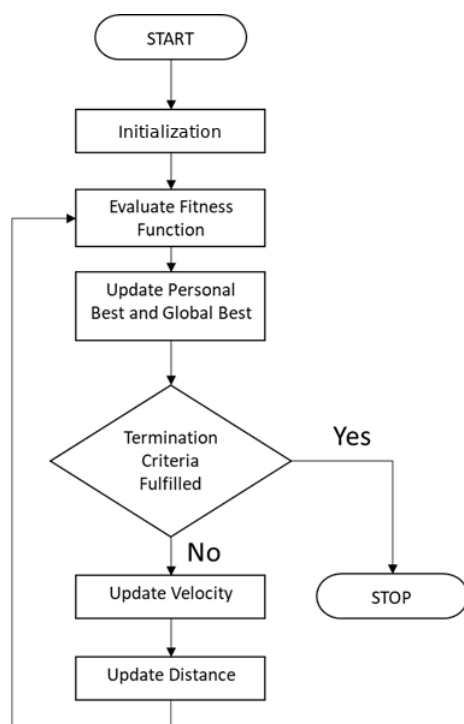 START
Initialization
Evaluate Fitness
Function
Update Personal
Best and Global Best
Termination
Criteria
Fulfilled
Yes
No
Update Velocity
STOP
Update Distance